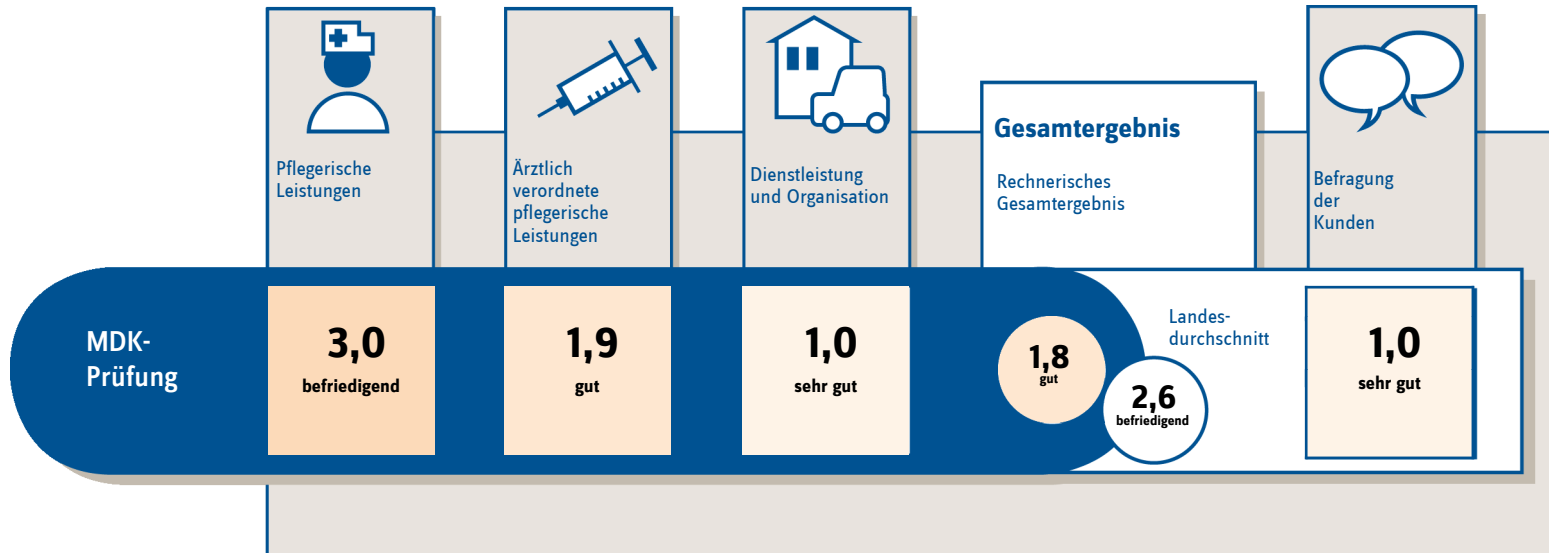 Pflegerische
Leistungen
Ärztlich
verordnete
pflegerische
Leistungen
Dienstleistung
und Organisation
Gesamtergebnis
Rechnerisches
Gesamtergebnis
Befragung
der
Kunden
MDK-
Prüfung
3,0
befriedigend
1,9
gut
1,0
sehr gut
1,8
gut
Landes-
durchschnitt
2,6
befriedigend
1,0
sehr gut